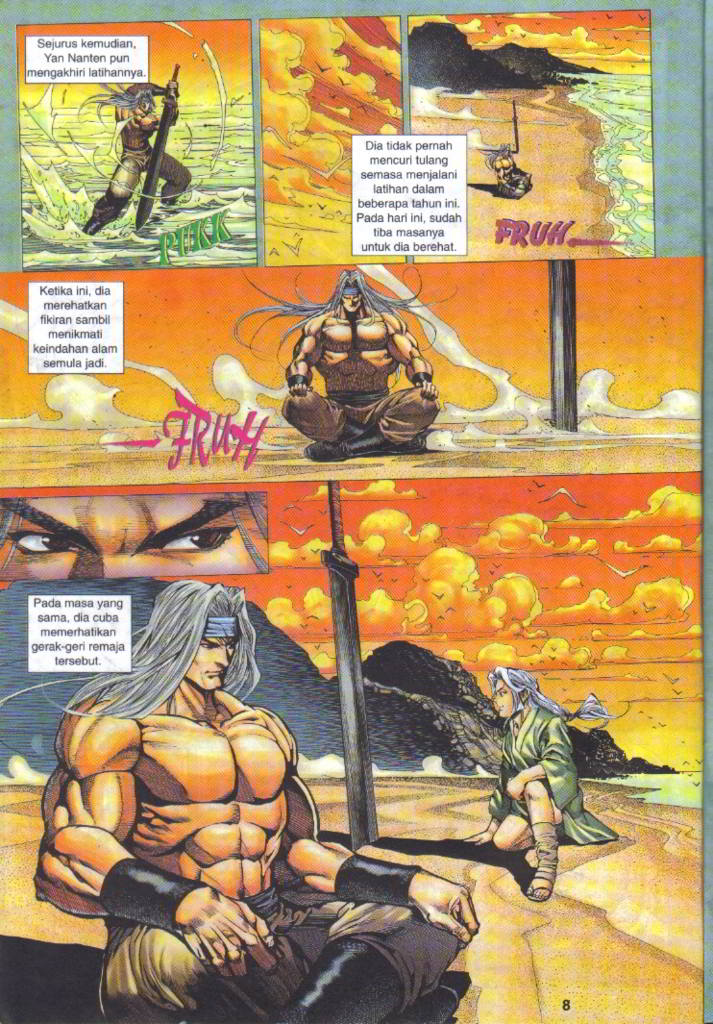 Sejurus kemudian,
Yan Nanten pun
mengakhiri latihannya.
PIKK
Dia tidak pernah
mencuri tulang
semasa menjalani
latihan dalam
beberapa tahun ini.
Pada hari ini, sudah
tiba masanya
untuk dia berehat.
FRUH
Ketika ini, dia
merehatkan
fikiran sambil
menikmati
keindahan alam
semula jadi.
FRUH
Pada masa yang
sama, dia cuba
memerhatikan
gerak-geri remaja
tersebut.
8